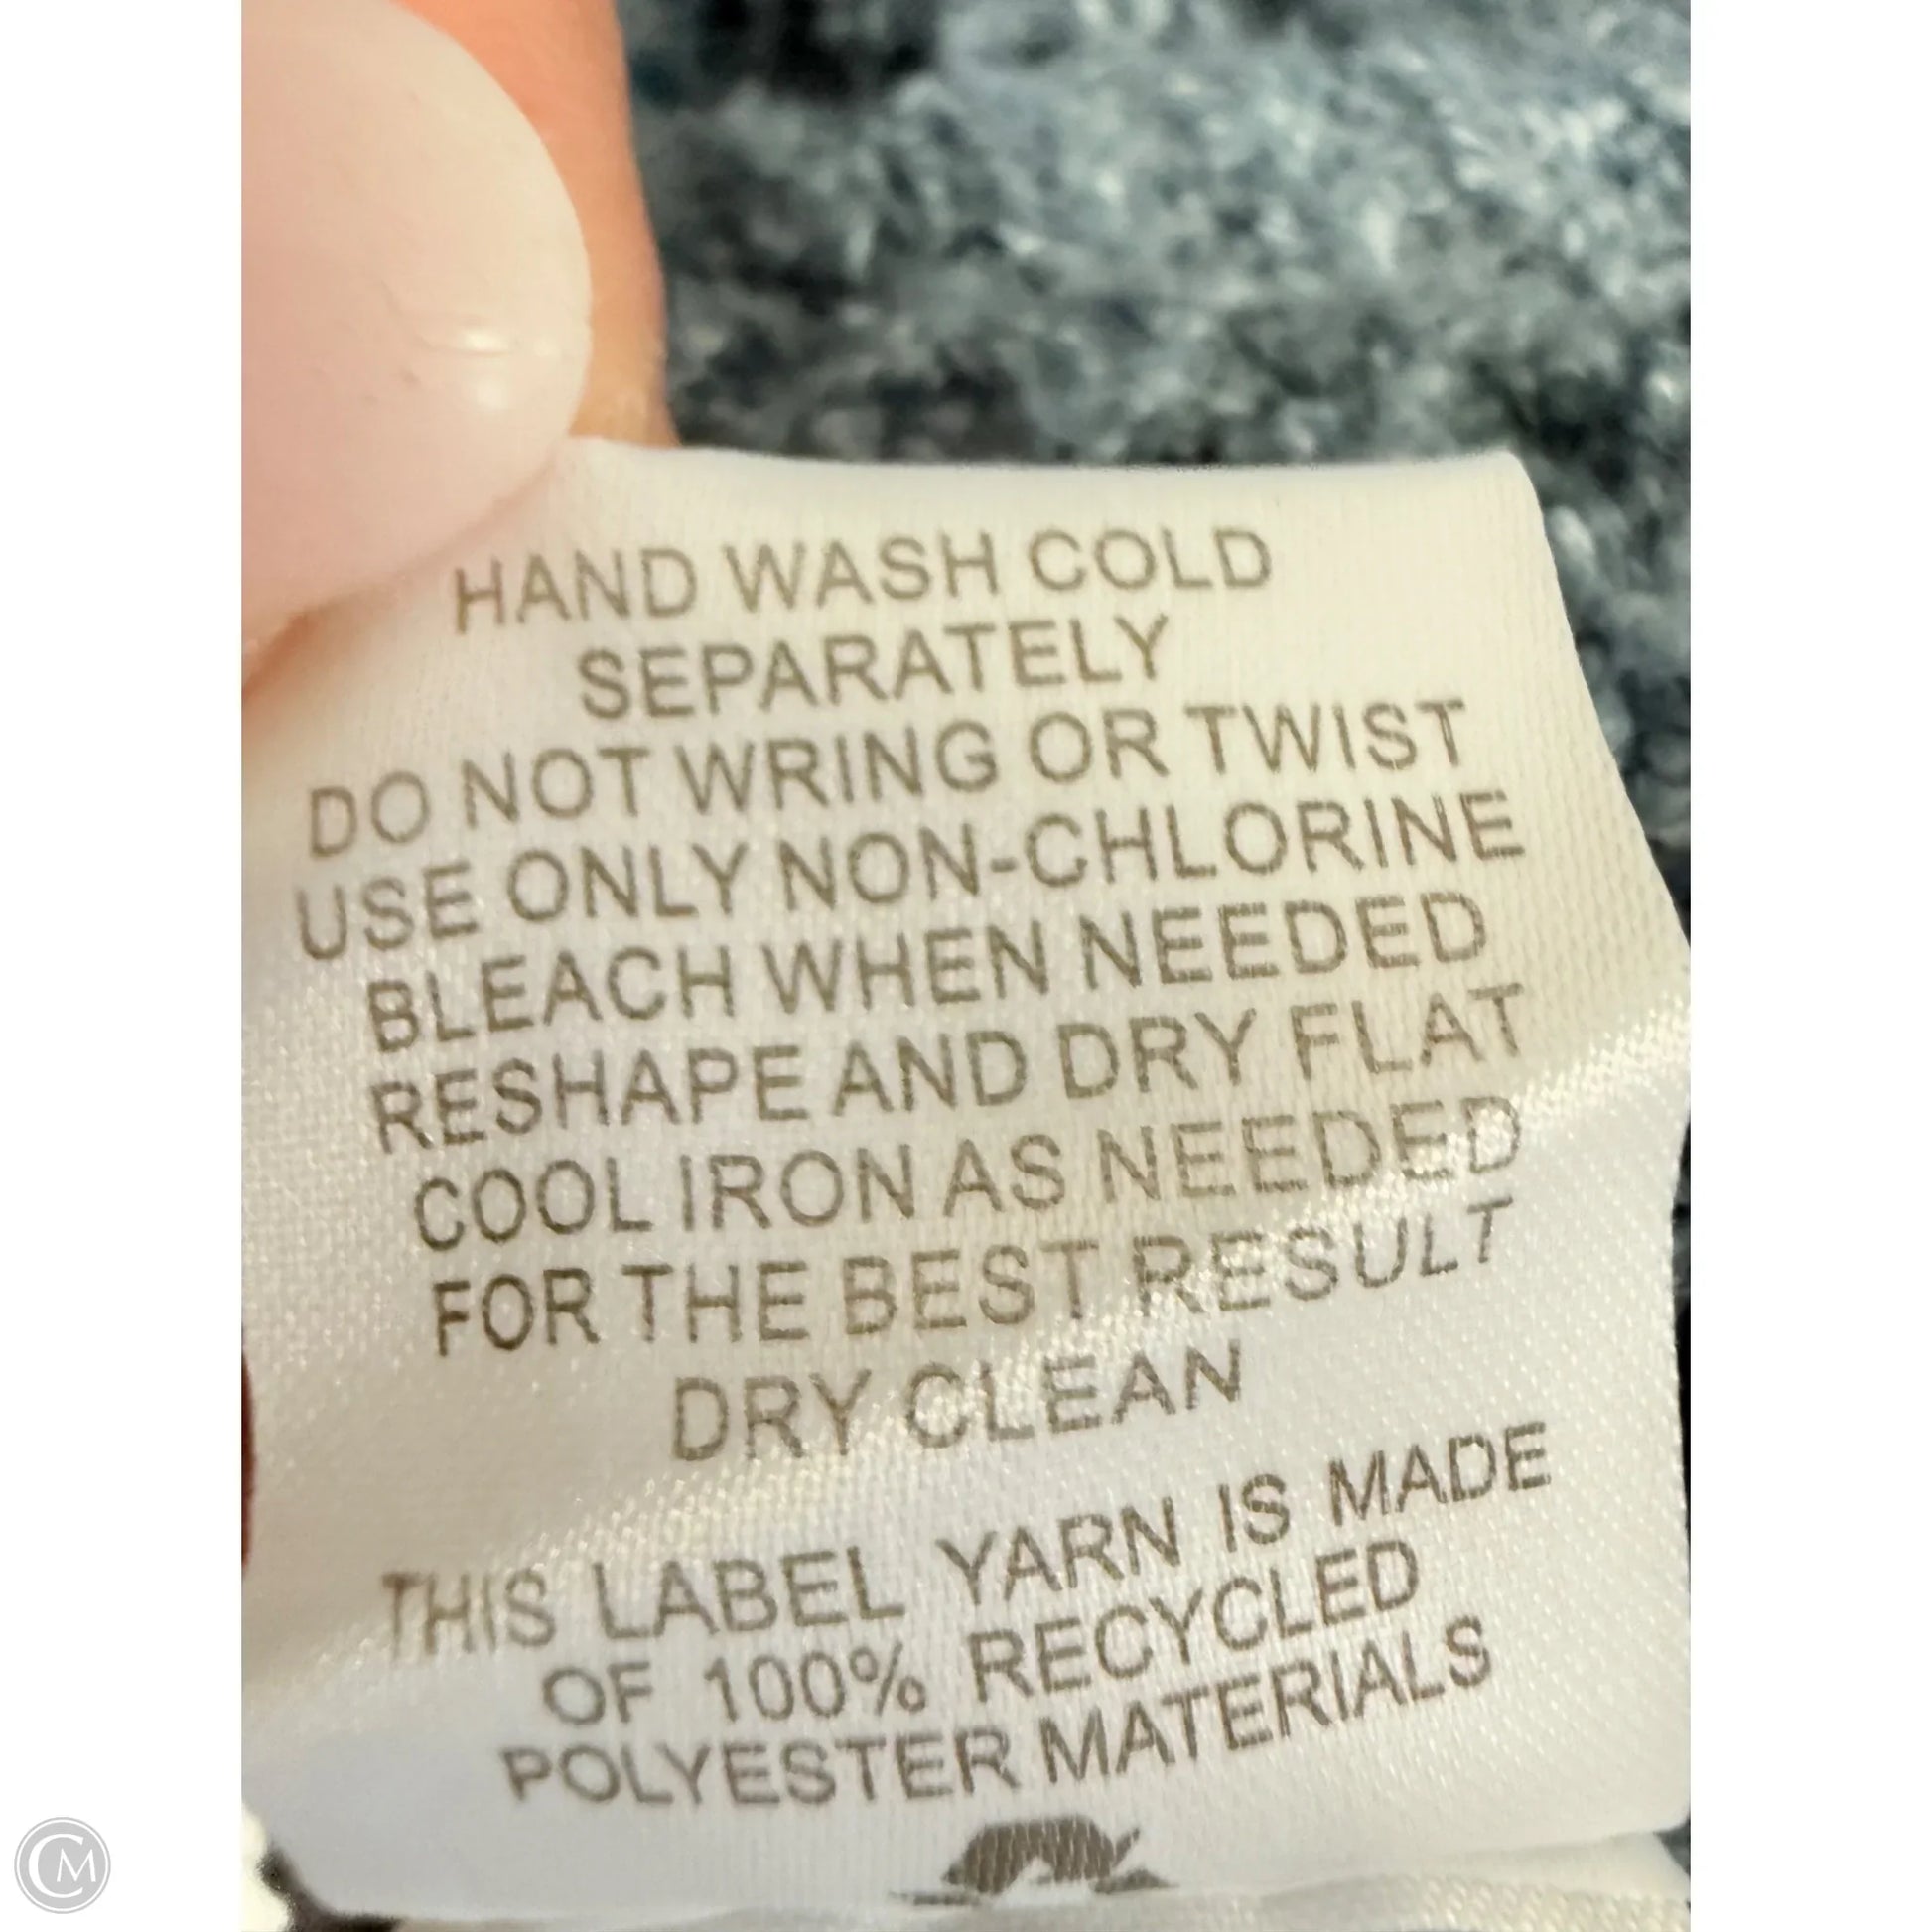 HAND WASH COLD
SEPARATELY
DO NOT WRING OR TWIST
USE ONLY NON-CHLORINE
BLEACH WHEN NEEDED
RESHAPE AND DRY FLAT
COOL IRON AS NEEDED
FOR THE BEST RESULT
DRY CLEAN
THIS LABEL YARN IS MADE
OF 100% RECYCLED
POLYESTER MATERIALS
CM